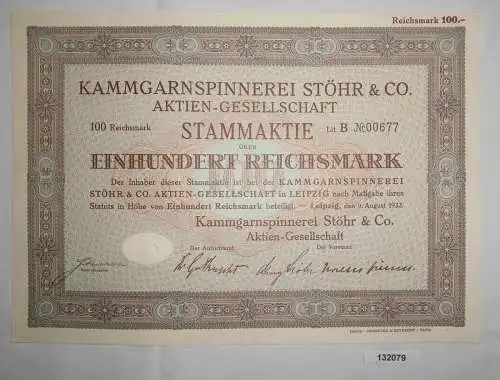 Reichsmark 100.–
KAMMGARNSPINNEREI STÖHR & CO.
AKTIEN-GESELLSCHAFT
100 Reichsmark STAMMAKTIE Lit B №00677
ÜBER
EINHUNDERT REICHSMARK
Der Inhaber dieser Stammaktie ist bei der KAMMGARNSPINNEREI
STÖHR & CO. AKTIEN-GESELLSCHAFT in LEIPZIG nach Maßgabe ihres
Statuts in Höhe von Einhundert Reichsmark beteiligt. – Leipzig, den 9. August 1932.
Kammgarnspinnerei Stöhr & Co.
Aktien-Gesellschaft
Der Aufsichtsrat Der Vorstand
132079